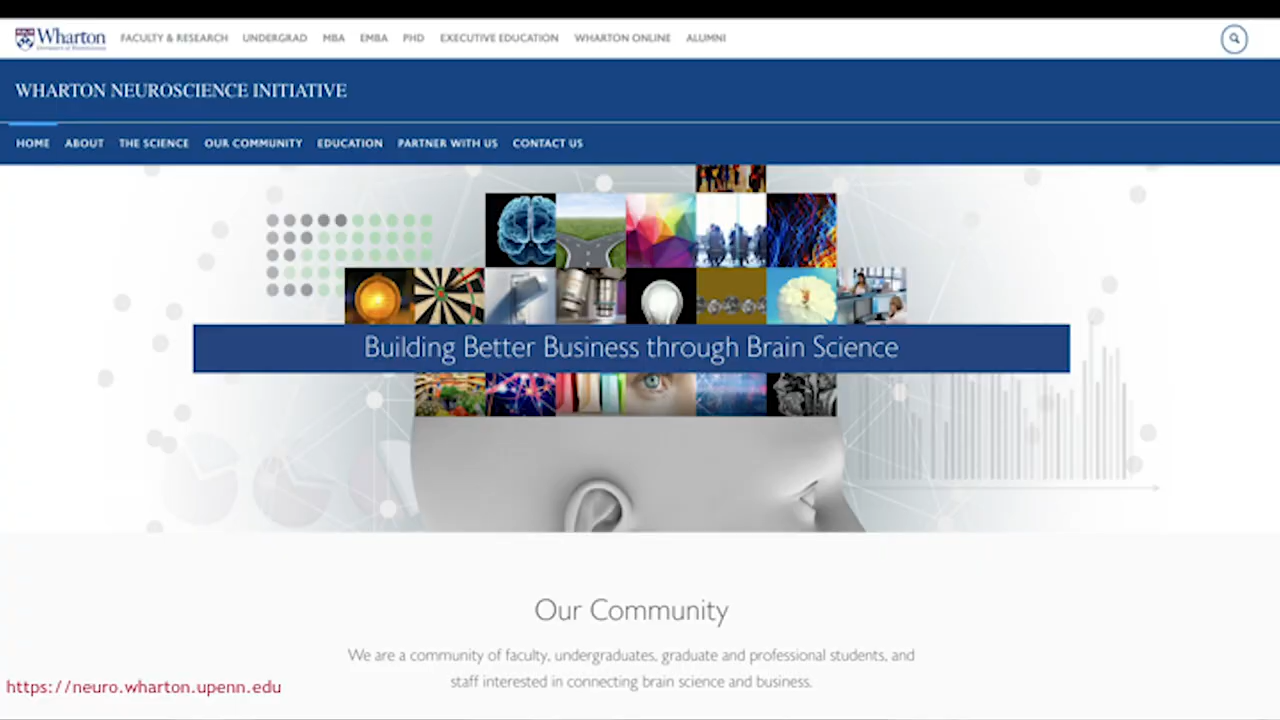 Wharton
FACULTY & RESEARCH UNDERGRAD MBA EMBA PHD EXECUTIVE EDUCATION WHARTON ONLINE ALUMNI
WHARTON NEUROSCIENCE INITIATIVE
HOME ABOUT THE SCIENCE OUR COMMUNITY EDUCATION PARTNER WITH US CONTACT US
Building Better Business through Brain Science
Our Community
We are a community of faculty, undergraduates, graduate and professional students, and
staff interested in connecting brain science and business.
https://neuro.wharton.upenn.edu